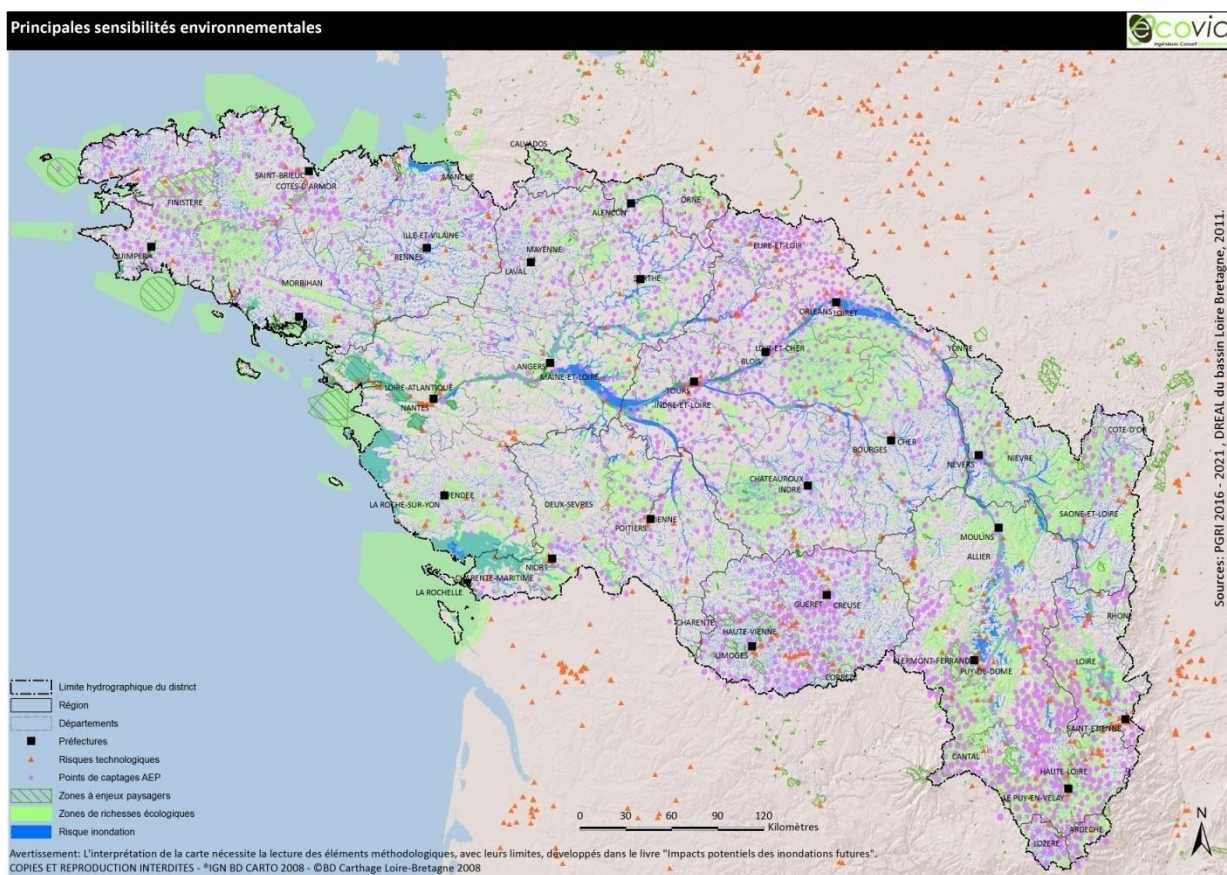 Principales sensibilités environnementales
écovia
Ingénieurs Conseil
CALVADOS
MANCHE
SAINT-BRIEUC
COTES-D'ARMOR
FINISTERE
ORNE
ALENCON
ILLE-ET-VILAINE
RENNES
MAYENNE
LAVAL
EURE-ET-LOIR
QUIMPER
SARTHE
MORBIHAN
ORLEANS
LOIRET
YONNE
LOIR-ET-CHER
BLOIS
ANGERS
MAINE-ET-LOIRE
LOIRE-ATLANTIQUE
NANTES
TOURS
INDRE-ET-LOIRE
COTE-D'OR
CHER
BOURGES
NEVERS
NIEVRE
CHATEAUROUX
INDRE
VENDEE
LA ROCHE-SUR-YON
DEUX-SEVRES
SAONE-ET-LOIRE
POITIERS
VIENNE
MOULINS
ALLIER
NIORT
CHARENTE-MARITIME
LA ROCHELLE
GUERET
CREUSE
RHONE
CHARENTE
HAUTE-VIENNE
LIMOGES
CLERMONT-FERRAND
PUY-DE-DOME
LOIRE
CORREZE
SAINT-ETIENNE
CANTAL
HAUTE-LOIRE
LE PUY-EN-VELAY
ARDECHE
LOZERE
Sources: PGRI 2016 - 2021 , DREAL du bassin Loire Bretagne, 2011
Limite hydrographique du district
Région
Départements
Préfectures
Risques technologiques
Points de captages AEP
Zones à enjeux paysagers
Zones de richesses écologiques
Risque inondation
0 30 60 90 120
Kilomètres
N
Avertissement: L'interprétation de la carte nécessite la lecture des éléments méthodologiques, avec leurs limites, développés dans le livre "Impacts potentiels des inondations futures".
COPIES ET REPRODUCTION INTERDITES - ®IGN BD CARTO 2008 - ©BD Carthage Loire-Bretagne 2008